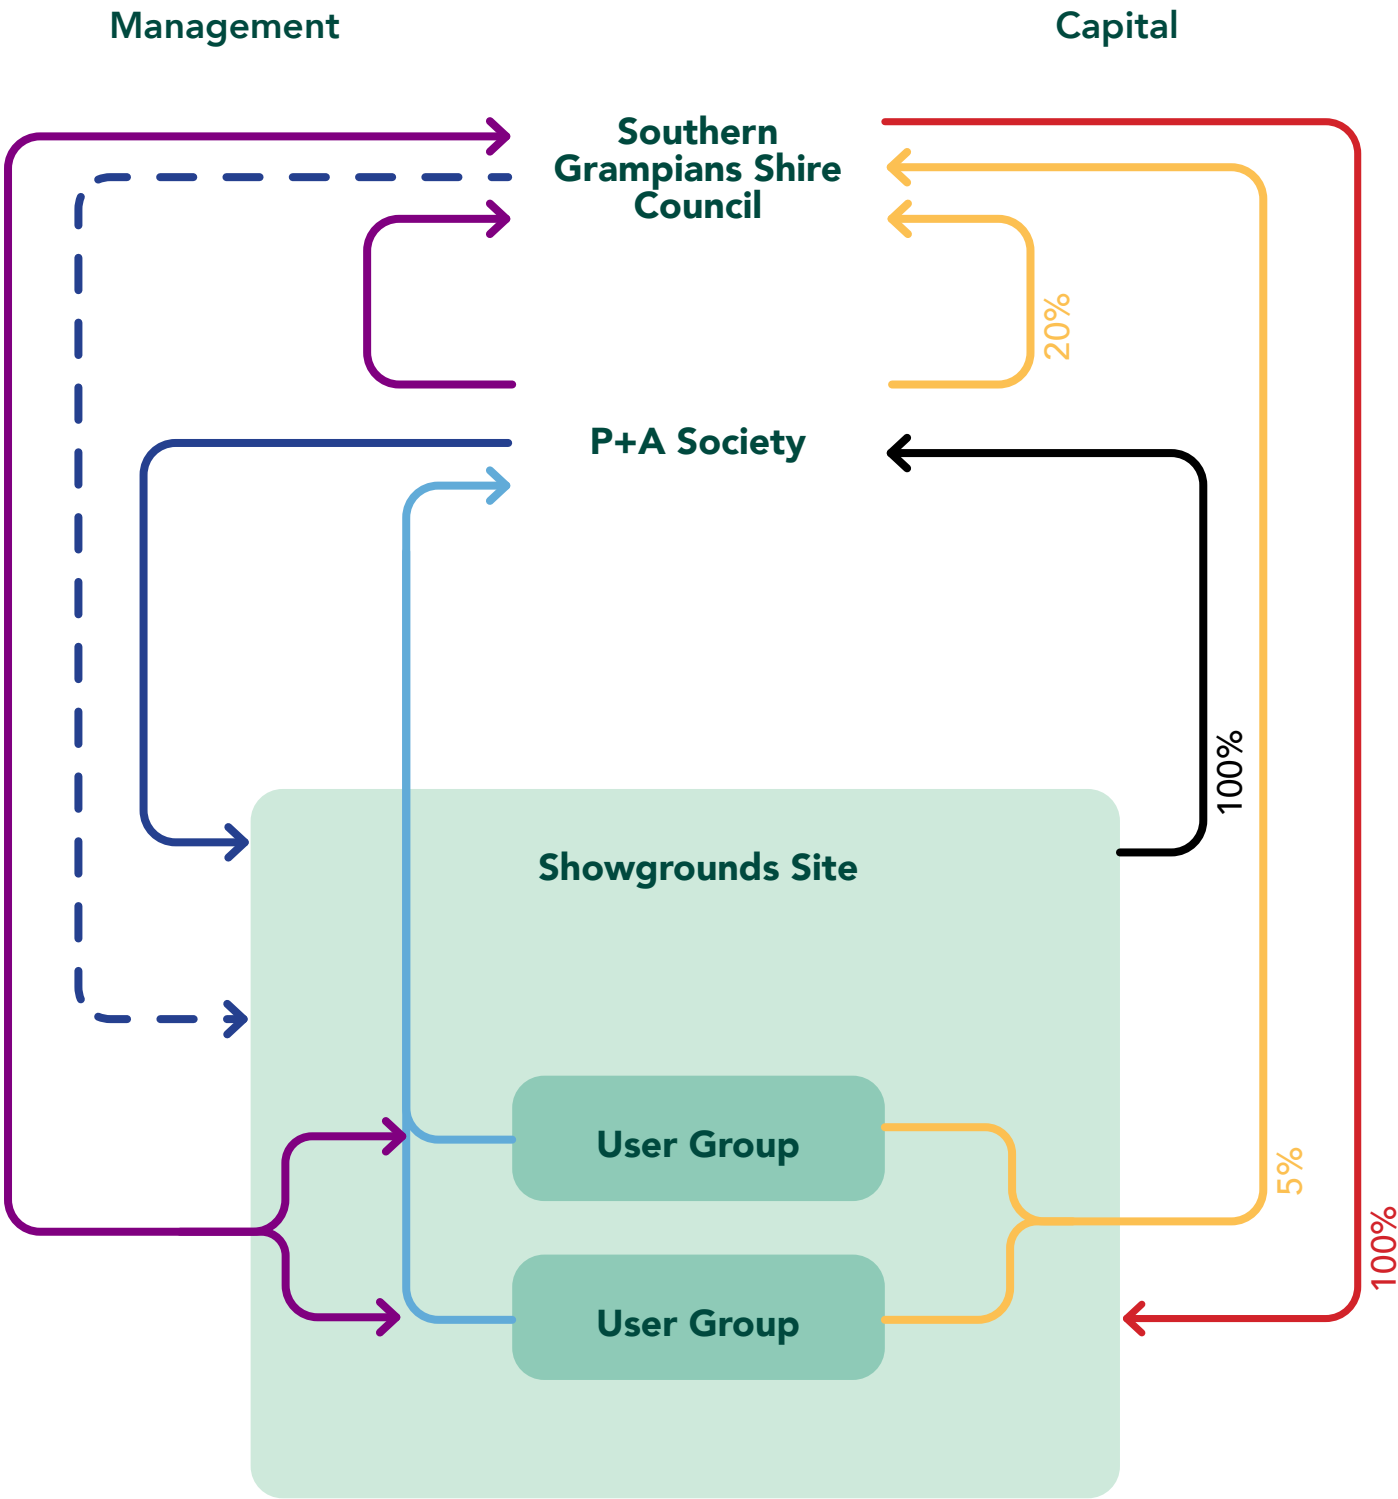 Management
Capital
Southern
Grampians Shire
Council
20%
P+A Society
100%
Showgrounds Site
User Group
5%
100%
User Group